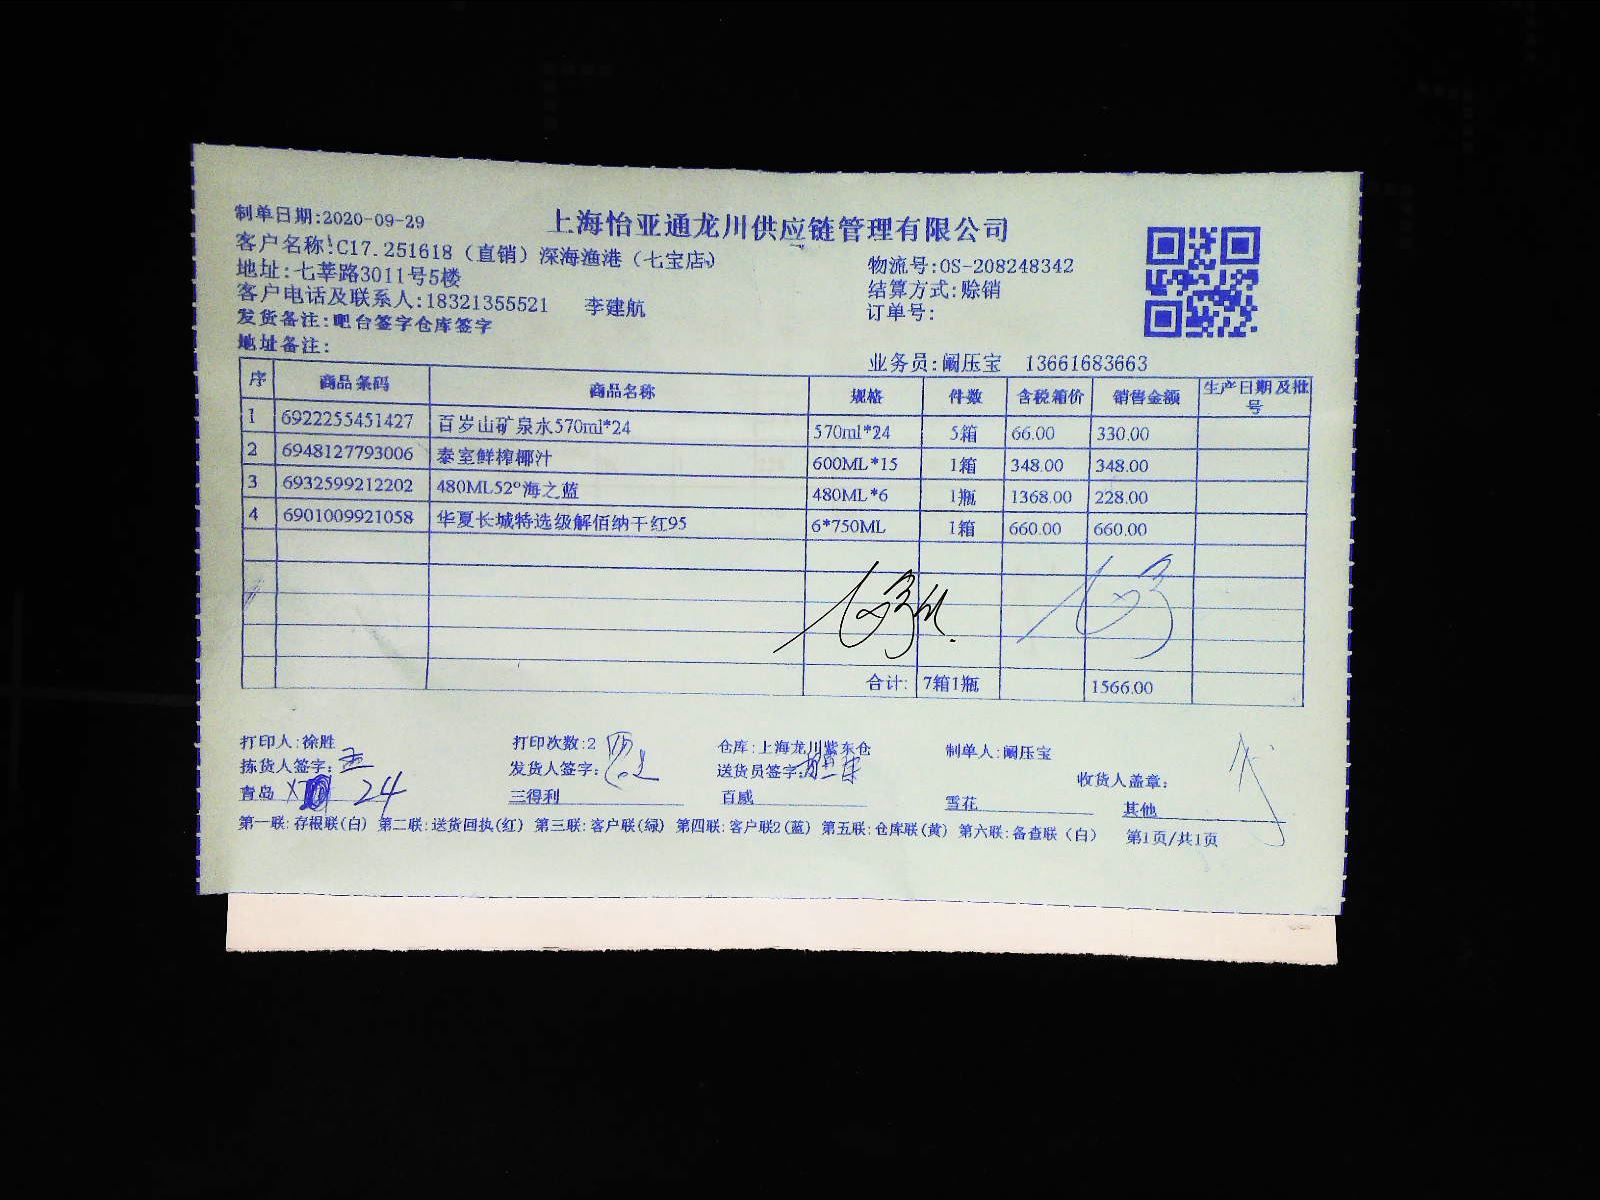 制单日期:2020-09-29
上海怡亚通龙川供应链管理有限公司
客户名称:C17.251618（直销）深海渔港（七宝店）
地址:七莘路3011号5楼
客户电话及联系人:18321355521 李建航
发货备注:吧台签字仓库签字
地址备注:
物流号:OS-208248342
结算方式:赊销
订单号:
业务员:阚压宝 13661683663
序 商品条码 商品名称 规格 件数 含税箱价 销售金额 生产日期及批号
1 6922255451427 百岁山矿泉水570ml*24 570ml*24 5箱 66.00 330.00
2 6948127793006 泰室鲜榨椰汁 600ML*15 1箱 348.00 348.00
3 6932599212202 480ML52°海之蓝 480ML*6 1瓶 1368.00 228.00
4 6901009921058 华夏长城特选级解佰纳干红95 6*750ML 1箱 660.00 660.00
合计: 7箱1瓶 1566.00
打印人:徐胜 打印次数:2 仓库:上海龙川紫东仓 制单人:阚压宝
拣货人签字: 发货人签字: 送货员签字: 收货人盖章:
青岛 24 三得利 百威 雪花 其他
第一联:存根联(白) 第二联:送货回执(红) 第三联:客户联(绿) 第四联:客户联2(蓝) 第五联:仓库联(黄) 第六联:备查联（白） 第1页/共1页